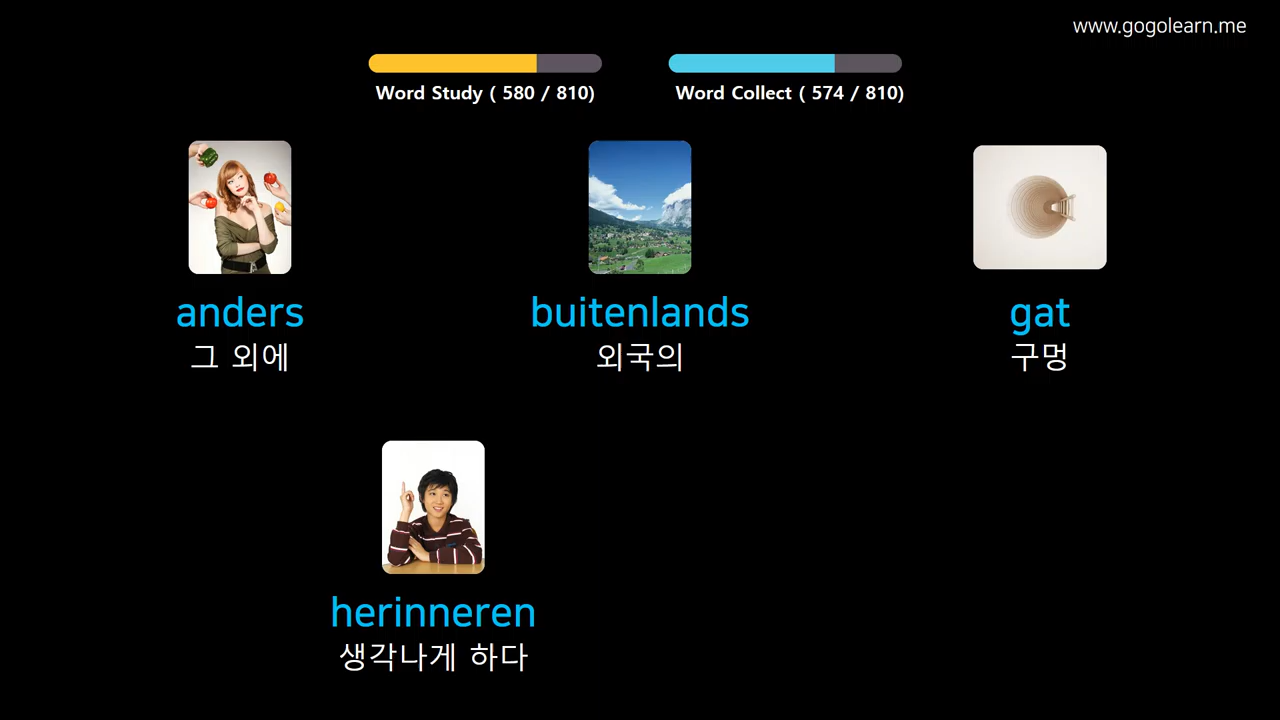 www.gogolearn.me
Word Study ( 580 / 810)
Word Collect ( 574 / 810)
anders
그 외에
buitenlands
외국의
gat
구멍
herinneren
생각나게 하다